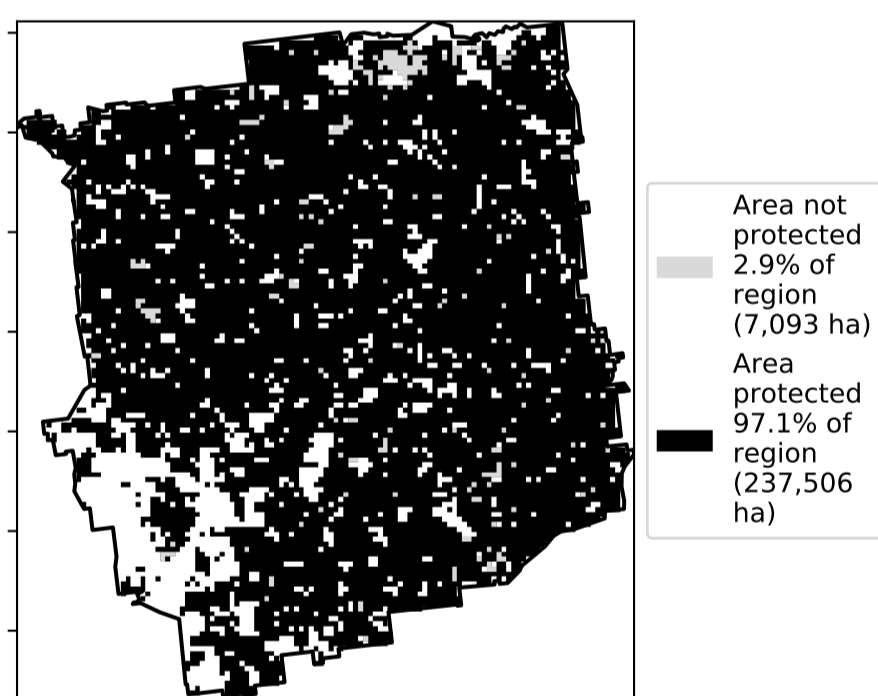 Area not
protected
2.9% of
region
(7,093 ha)
Area
protected
97.1% of
region
(237,506
ha)